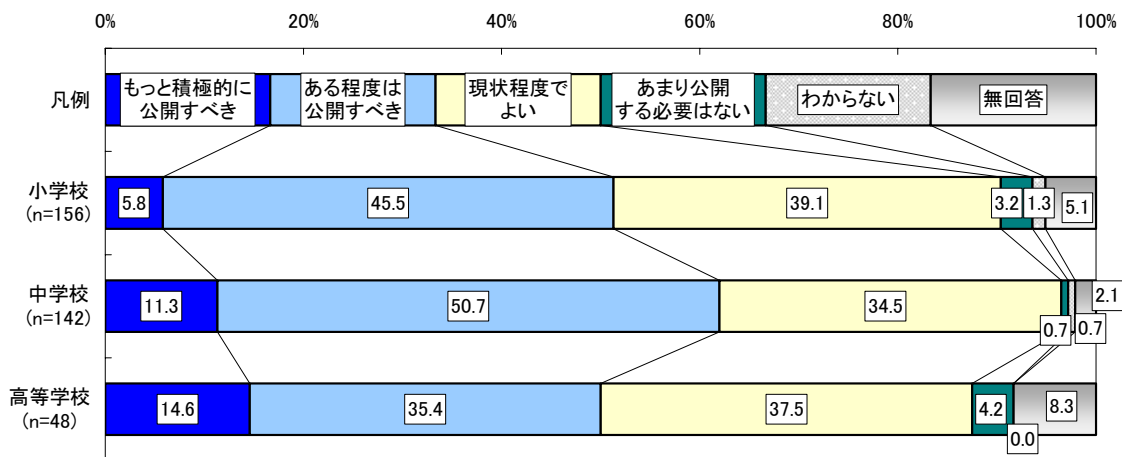 0% 20% 40% 60% 80% 100%
凡例
もっと積極的に
公開すべき
ある程度は
公開すべき
現状程度で
よい
あまり公開
する必要はない
わからない
無回答
小学校
(n=156)
5.8 45.5 39.1 3.2 1.3 5.1
中学校
(n=142)
11.3 50.7 34.5 0.7 0.7 2.1
高等学校
(n=48)
14.6 35.4 37.5 4.2 0.0 8.3